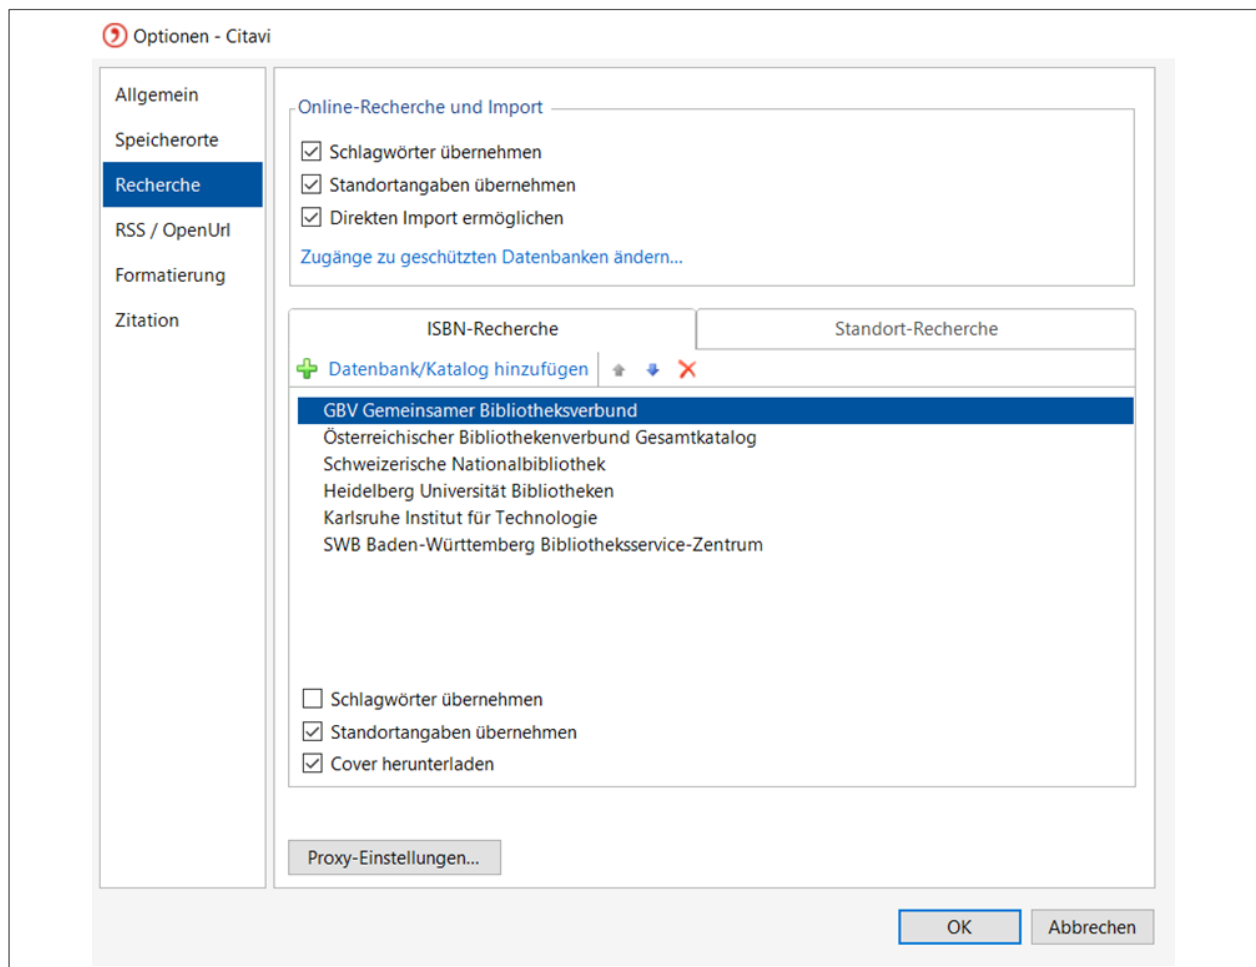 Optionen - Citavi
Allgemein
Speicherorte
Recherche
RSS / OpenUrl
Formatierung
Zitation
Online-Recherche und Import
Schlagwörter übernehmen
Standortangaben übernehmen
Direkten Import ermöglichen
Zugänge zu geschützten Datenbanken ändern...
ISBN-Recherche
Standort-Recherche
Datenbank/Katalog hinzufügen
GBV Gemeinsamer Bibliotheksverbund
Österreichischer Bibliothekenverbund Gesamtkatalog
Schweizerische Nationalbibliothek
Heidelberg Universität Bibliotheken
Karlsruhe Institut für Technologie
SWB Baden-Württemberg Bibliotheksservice-Zentrum
Schlagwörter übernehmen
Standortangaben übernehmen
Cover herunterladen
Proxy-Einstellungen...
OK
Abbrechen